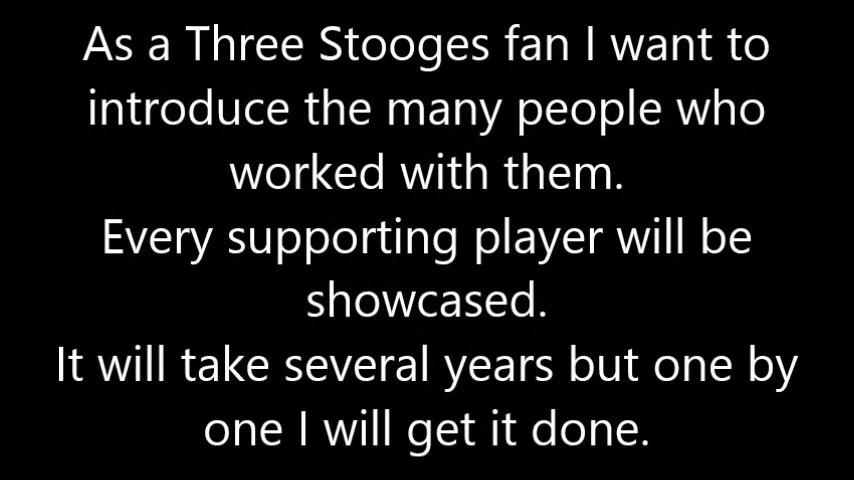 As a Three Stooges fan I want to
introduce the many people who
worked with them.
Every supporting player will be
showcased.
It will take several years but one by
one I will get it done.